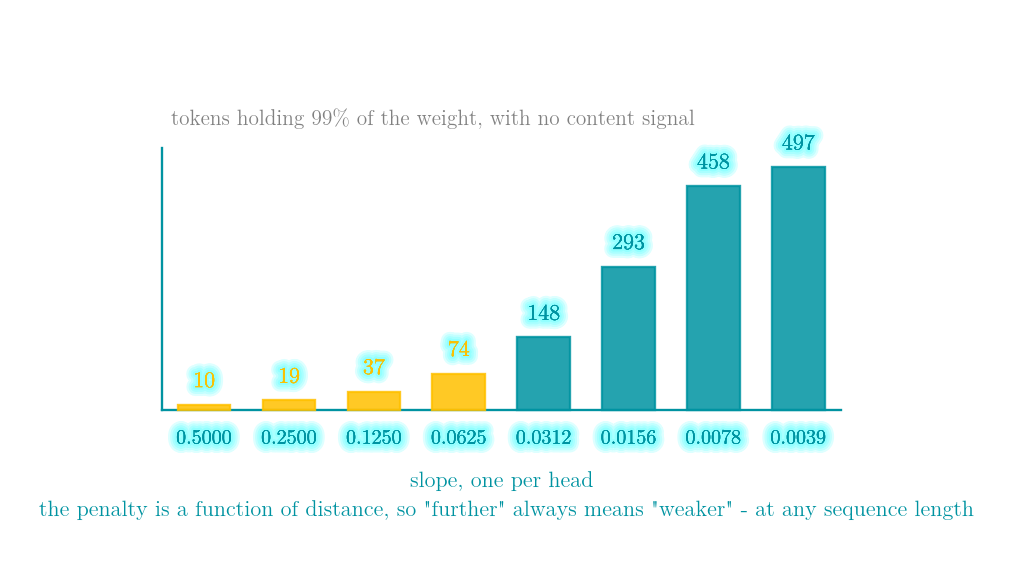 tokens holding 99% of the weight, with no content signal
497
458
293
148
74
37
19
10
0.5000 0.2500 0.1250 0.0625 0.0312 0.0156 0.0078 0.0039
slope, one per head
the penalty is a function of distance, so "further" always means "weaker" - at any sequence length